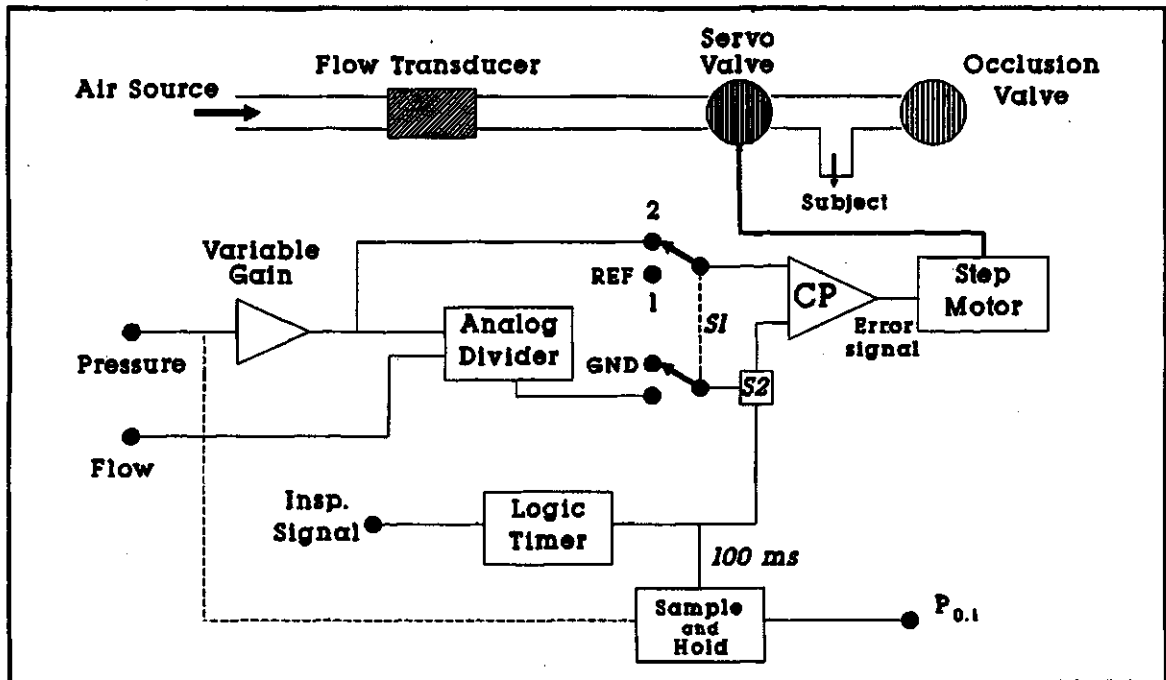 Servo
Valve
Flow Transducer
Occlusion
Valve
Air Source
Subject
2
Variable
Gain
REF
1
CP
Step
Motor
S1
Error
signal
Analog
Divider
Pressure
GND
S2
Flow
Insp.
Signal
Logic
Timer
100 ms
Sample
and
Hold
P0.1